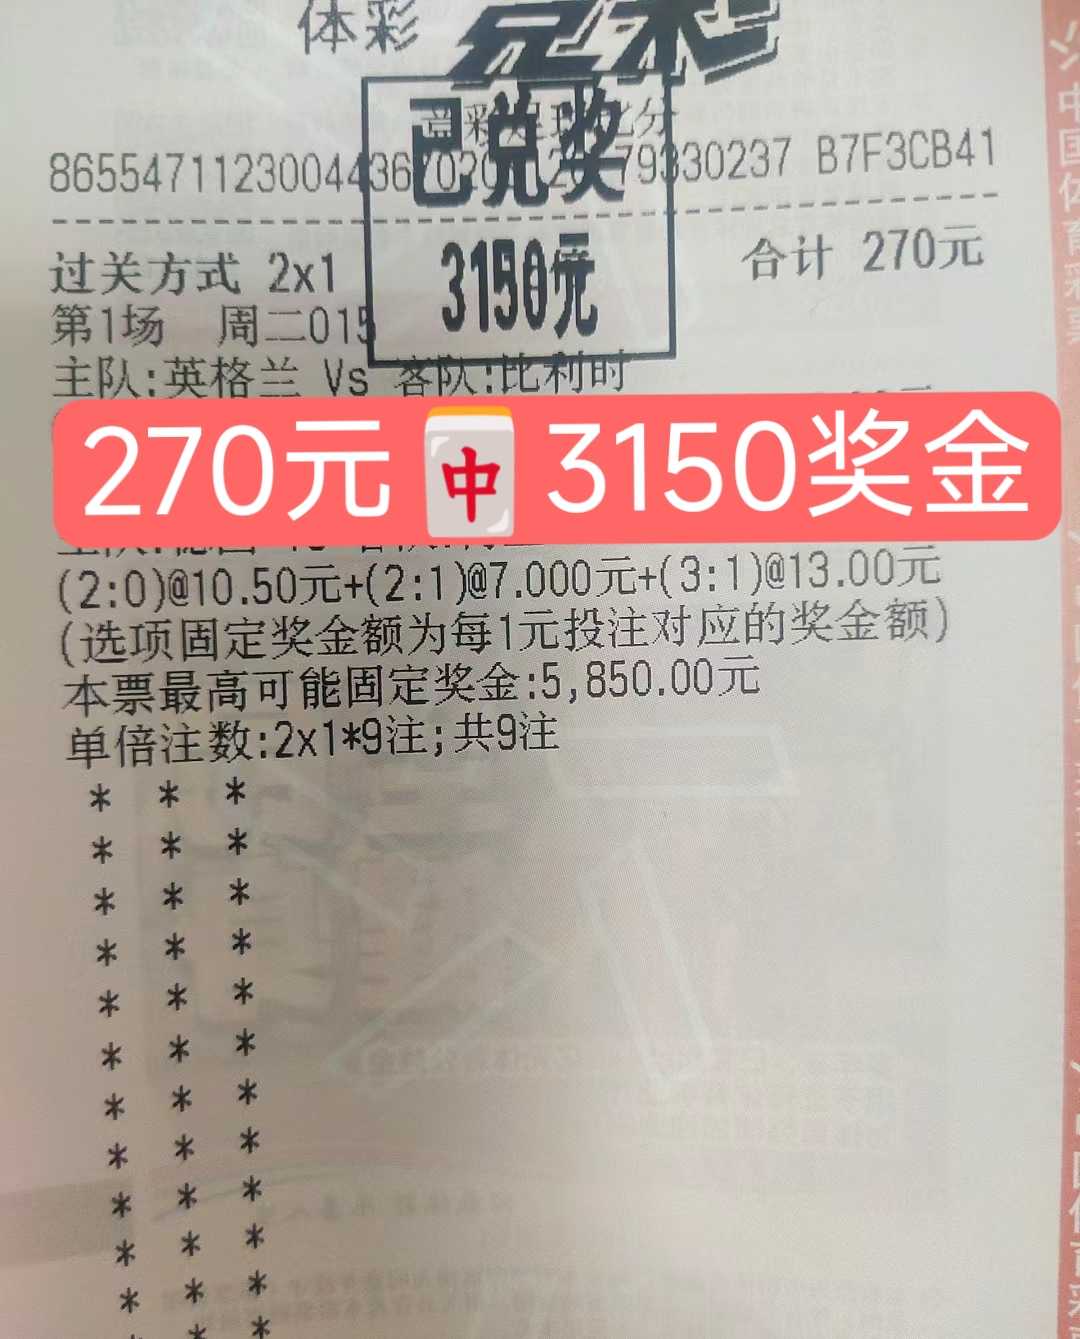 体彩
已兑奖
86554711230044367 79330237 B7F3CB41
3150元
过关方式 2x1 合计 270元
第1场 周二015
主队:英格兰 Vs 客队:比利时
270元🀄3150奖金
(2:0)@10.50元+(2:1)@7.000元+(3:1)@13.00元
(选项固定奖金额为每1元投注对应的奖金额)
本票最高可能固定奖金:5,850.00元
单倍注数:2x1*9注;共9注
* * *
* * *
* * *
* * *
* * *
* * *
* * *
* * *
* * *
* * *
* * *
* * *
中国体育彩票